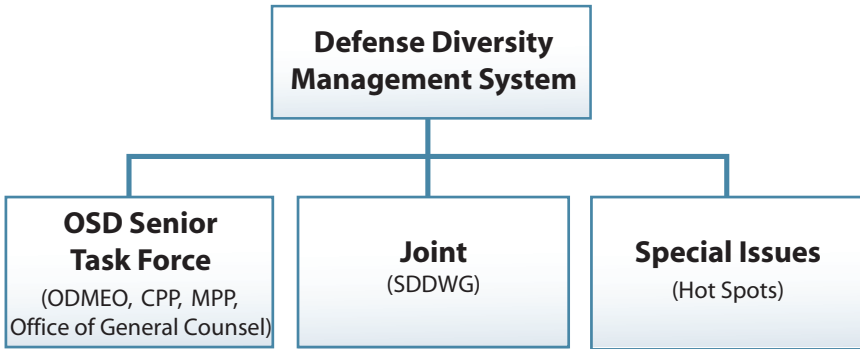 Defense Diversity
Management System
OSD Senior
Task Force
(ODMEO, CPP, MPP,
Office of General Counsel)
Joint
(SDDWG)
Special Issues
(Hot Spots)